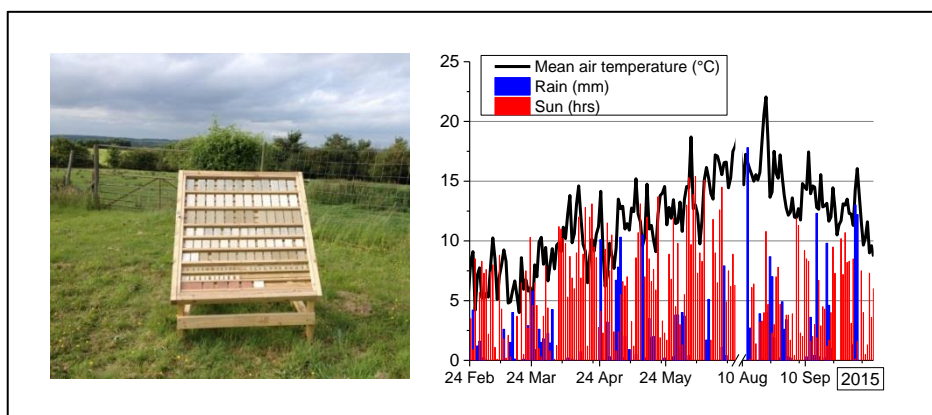 25
20
15
10
5
0
Mean air temperature (°C)
Rain (mm)
Sun (hrs)
24 Feb 24 Mar 24 Apr 24 May 10 Aug 10 Sep 2015